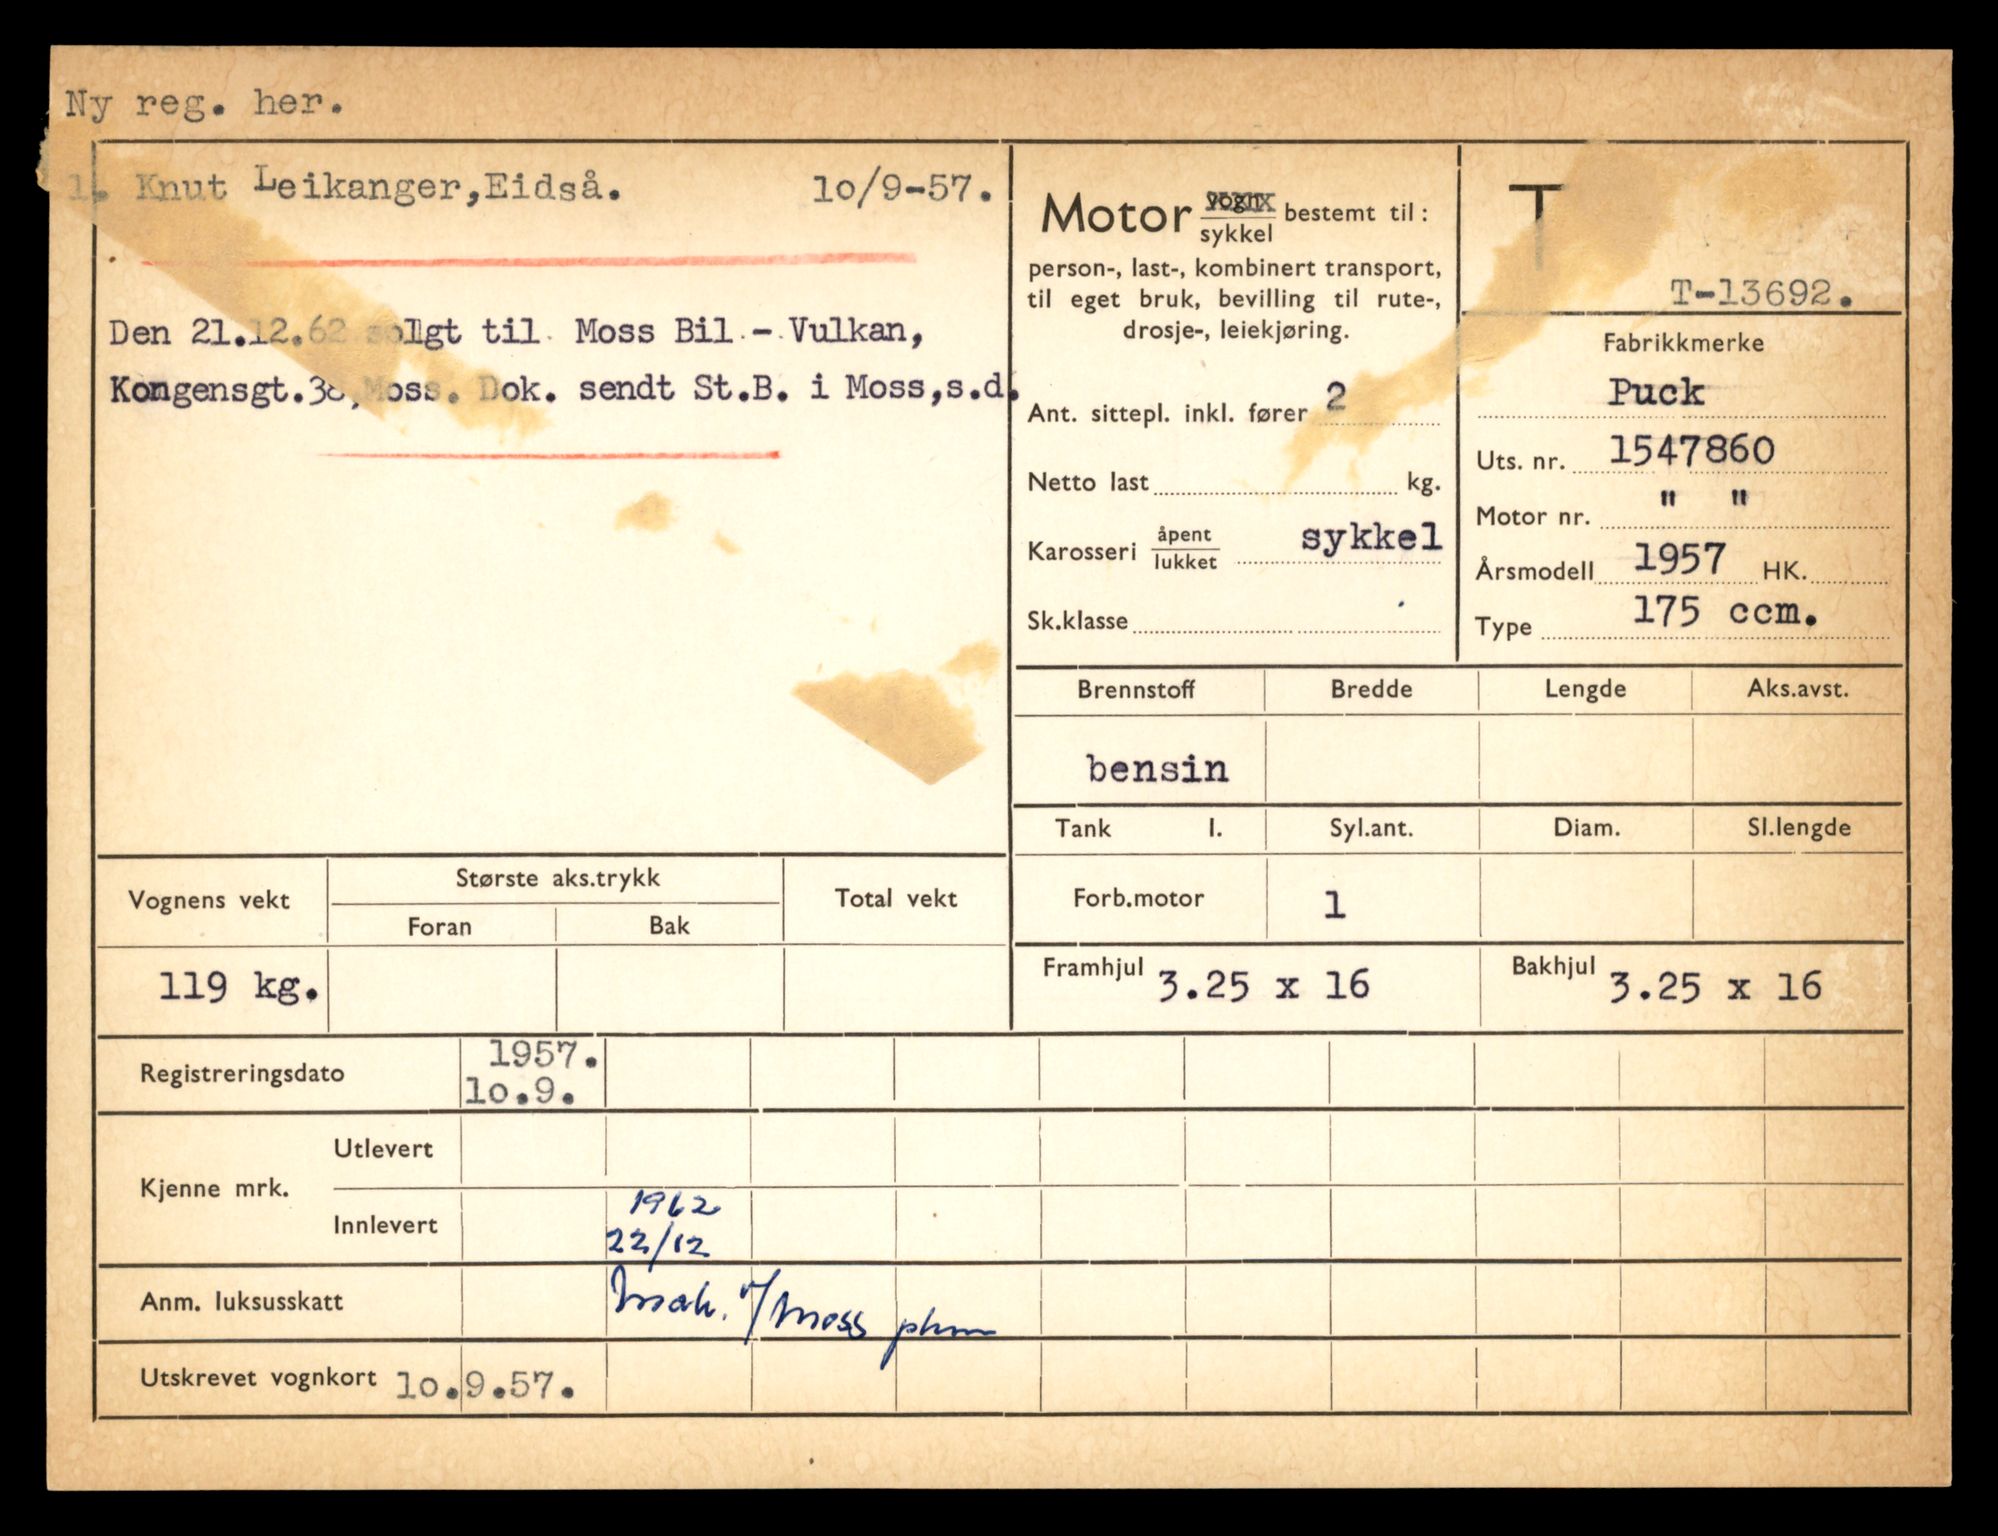 Ny reg. her.
1. Knut Leikanger,Eidså. 10/9-57.
Den 21.12.62 solgt til Moss Bil - Vulkan,
Kongensgt.38,Moss. Dok. sendt St.B. i Moss,s.d.
Motor vogn/sykkel bestemt til:
person-, last-, kombinert transport,
til eget bruk, bevilling til rute-,
drosje-, leiekjøring.
Ant. sittepl. inkl. fører 2
Netto last kg.
Karosseri åpent/lukket sykkel
Sk.klasse
T
T-13692.
Fabrikkmerke
Puck
Uts. nr. 1547860
Motor nr. " "
Årsmodell 1957 HK.
Type 175 ccm.
Brennstoff Bredde Lengde Aks.avst.
bensin
Tank l. Syl.ant. Diam. Sl.lengde
Forb.motor 1
Framhjul 3.25 x 16 Bakhjul 3.25 x 16
Vognens vekt Største aks.trykk Total vekt
Foran Bak
119 kg.
Registreringsdato 1957.
10.9.
Kjenne mrk. Utlevert
Innlevert 1962
22/12
Anm. luksusskatt Moss
Utskrevet vognkort 10.9.57.